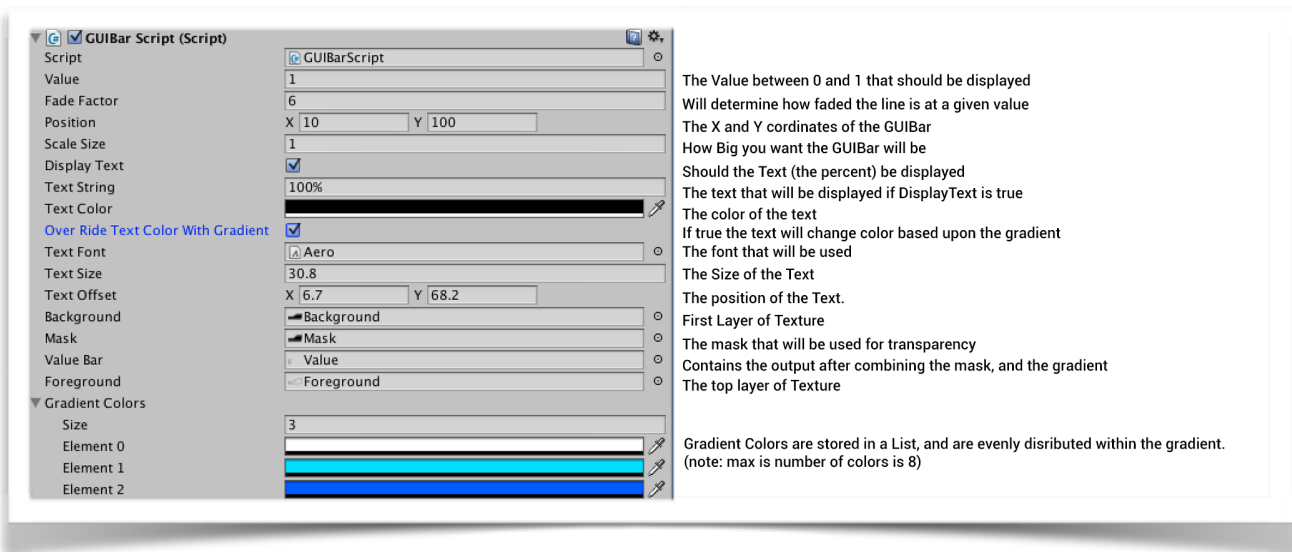 GUIBar Script (Script)
Script GUIBarScript
Value 1 The Value between 0 and 1 that should be displayed
Fade Factor 6 Will determine how faded the line is at a given value
Position X 10 Y 100 The X and Y cordinates of the GUIBar
Scale Size 1 How Big you want the GUIBar will be
Display Text Should the Text (the percent) be displayed
Text String 100% The text that will be displayed if DisplayText is true
Text Color The color of the text
Over Ride Text Color With Gradient If true the text will change color based upon the gradient
Text Font Aero The font that will be used
Text Size 30.8 The Size of the Text
Text Offset X 6.7 Y 68.2 The position of the Text.
Background Background First Layer of Texture
Mask Mask The mask that will be used for transparency
Value Bar Value Contains the output after combining the mask, and the gradient
Foreground Foreground The top layer of Texture
Gradient Colors
Size 3
Element 0 Gradient Colors are stored in a List, and are evenly disributed within the gradient.
Element 1 (note: max is number of colors is 8)
Element 2